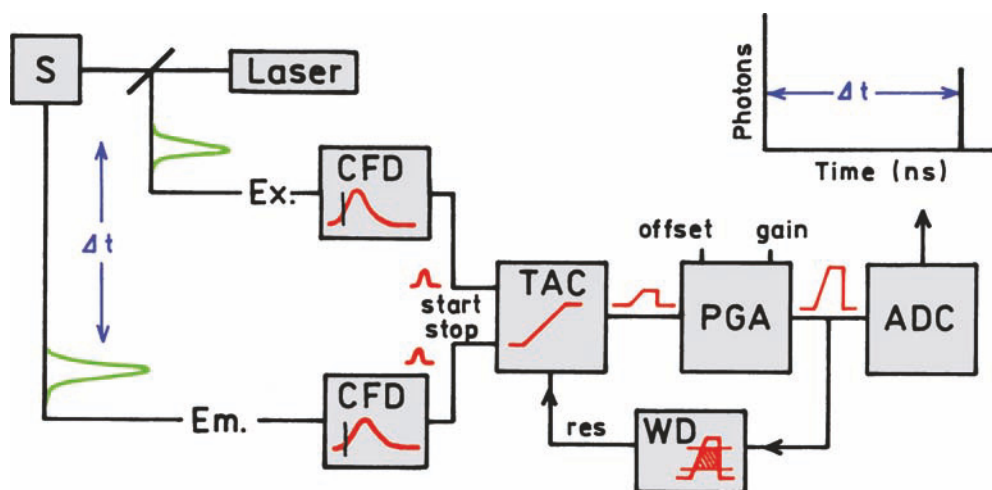 S
Laser
Δt
Ex.
CFD
start
stop
Em.
CFD
TAC
offset
gain
PGA
ADC
res
WD
Photons
Δt
Time (ns)